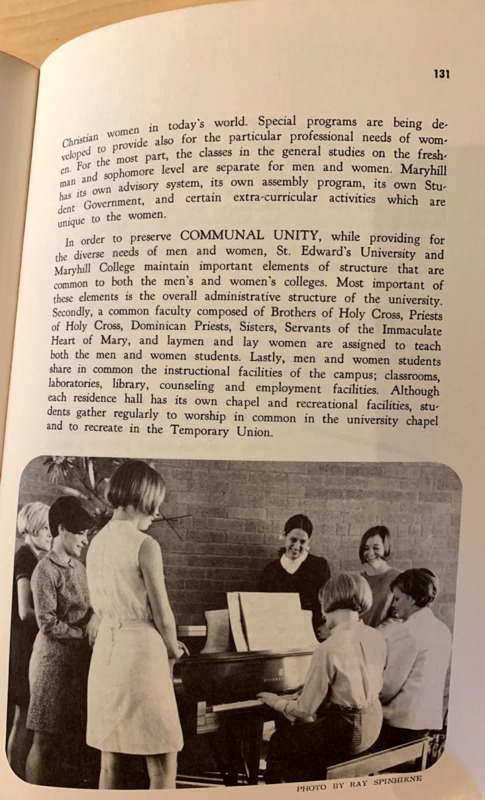 131
Christian women in today's world. Special programs are being de-
veloped to provide also for the particular professional needs of wom-
en. For the most part, the classes in the general studies on the fresh-
man and sophomore level are separate for men and women. Maryhill
has its own advisory system, its own assembly program, its own Stu-
dent Government, and certain extra-curricular activities which are
unique to the women.
In order to preserve COMMUNAL UNITY, while providing for
the diverse needs of men and women, St. Edward's University and
Maryhill College maintain important elements of structure that are
common to both the men's and women's colleges. Most important of
these elements is the overall administrative structure of the university.
Secondly, a common faculty composed of Brothers of Holy Cross, Priests
of Holy Cross, Dominican Priests, Sisters, Servants of the Immaculate
Heart of Mary, and laymen and lay women are assigned to teach
both the men and women students. Lastly, men and women students
share in common the instructional facilities of the campus; classrooms,
laboratories, library, counseling and employment facilities. Although
each residence hall has its own chapel and recreational facilities, stu-
dents gather regularly to worship in common in the university chapel
and to recreate in the Temporary Union.
PHOTO BY RAY SPINHIRNE